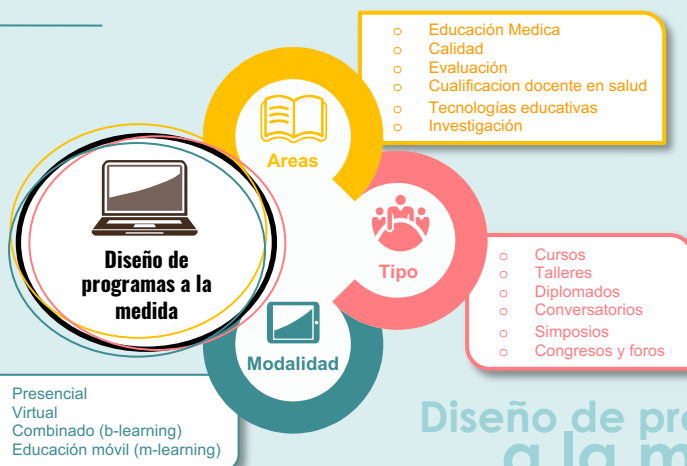 Educación Medica
Calidad
Evaluación
Cualificacion docente en salud
Tecnologías educativas
Investigación
Areas
Diseño de
programas a la
medida
Tipo
Cursos
Talleres
Diplomados
Conversatorios
Simposios
Congresos y foros
Modalidad
Presencial
Virtual
Combinado (b-learning)
Educación móvil (m-learning)
Diseño de
a la